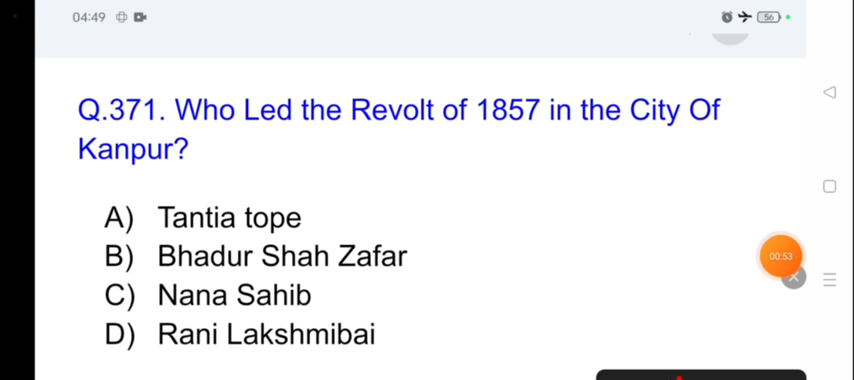 04:49
56
Q.371. Who Led the Revolt of 1857 in the City Of
Kanpur?
A) Tantia tope
B) Bhadur Shah Zafar
C) Nana Sahib
00:53
D) Rani Lakshmibai